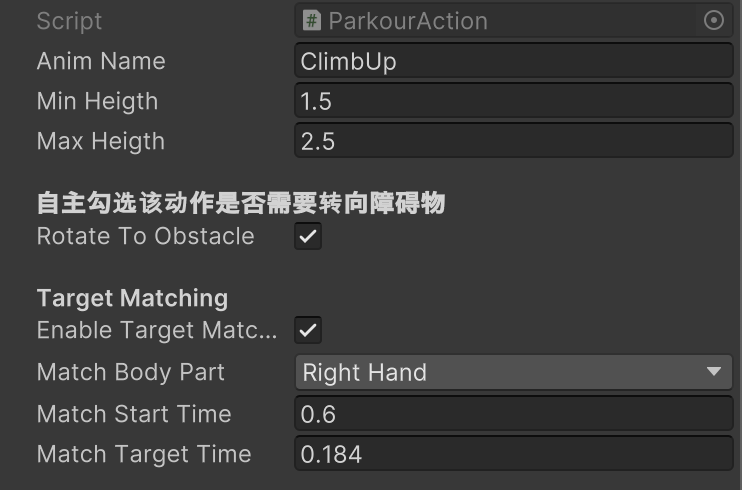 Script # ParkourAction
Anim Name ClimbUp
Min Heigth 1.5
Max Heigth 2.5
自主勾选该动作是否需要转向障碍物
Rotate To Obstacle
Target Matching
Enable Target Matc...
Match Body Part Right Hand
Match Start Time 0.6
Match Target Time 0.184